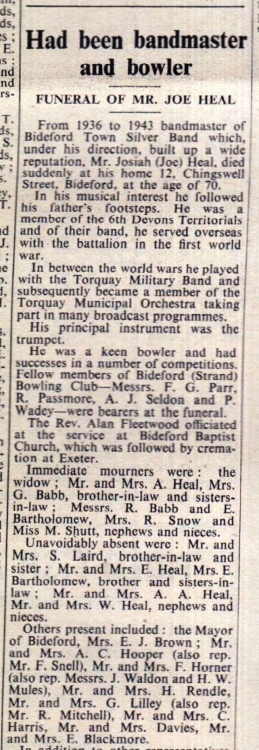 Had been bandmaster
and bowler
FUNERAL OF MR. JOE HEAL
From 1936 to 1943 bandmaster of
Bideford Town Silver Band which,
under his direction, built up a wide
reputation, Mr. Josiah (Joe) Heal, died
suddenly at his home 12, Chingswell
Street, Bideford, at the age of 70.
In his musical interest he followed
his father's footsteps. He was a
member of the 6th Devons Territorials
and of their band, he served overseas
with the battalion in the first world
war.
In between the world wars he played
with the Torquay Military Band and
subsequently became a member of the
Torquay Municipal Orchestra taking
part in many broadcast programmes.
His principal instrument was the
trumpet.
He was a keen bowler and had
successes in a number of competitions.
Fellow members of Bideford (Strand)
Bowling Club—Messrs. F. G. Parr,
R. Passmore, A. J. Seldon and P.
Wadey—were bearers at the funeral.
The Rev. Alan Fleetwood officiated
at the service at Bideford Baptist
Church, which was followed by crema-
tion at Exeter.
Immediate mourners were : the
widow ; Mr. and Mrs. A. Heal, Mrs.
G. Babb, brother-in-law and sisters-
in-law ; Messrs. R. Babb and E.
Bartholomew, Mrs. R. Snow and
Miss M. Shutt, nephews and nieces.
Unavoidably absent were : Mr. and
Mrs. S. Laird, brother-in-law and
sister ; Mr. and Mrs. E. Heal, Mrs. E.
Bartholomew, brother and sisters-in-
law ; Mr. and Mrs. A. A. Heal,
Mr. and Mrs. W. Heal, nephews and
nieces.
Others present included : the Mayor
of Bideford, Mrs. E. J. Brown ; Mr.
and Mrs. A. C. Hooper (also rep.
Mr. F. Snell), Mr. and Mrs. F. Horner
(also rep. Messrs. J. Waldon and H. W.
Mules), Mr. and Mrs. H. Rendle,
Mr. and Mrs. G. Lilley (also rep.
Mr. R. Mitchell), Mr. and Mrs. C.
Harris, Mr. and Mrs. Davies, Mr.
and Mrs. E. Blackmore.